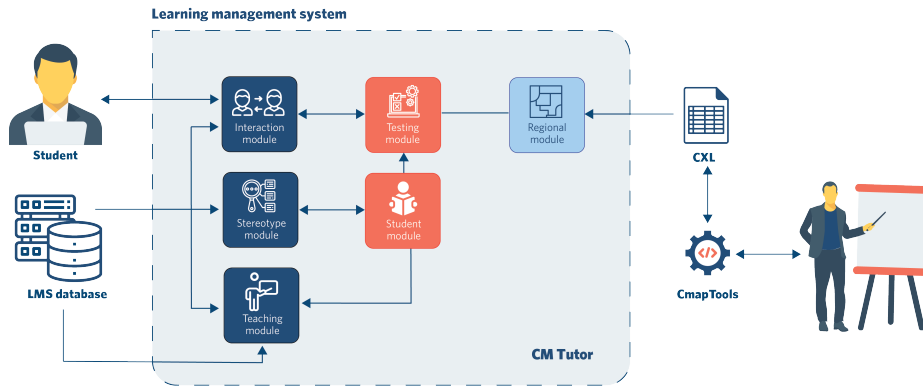 Learning management system
Student
LMS database
Interaction
module
Testing
module
Regional
module
Stereotype
module
Student
module
Teaching
module
CM Tutor
CXL
</>
CmapTools